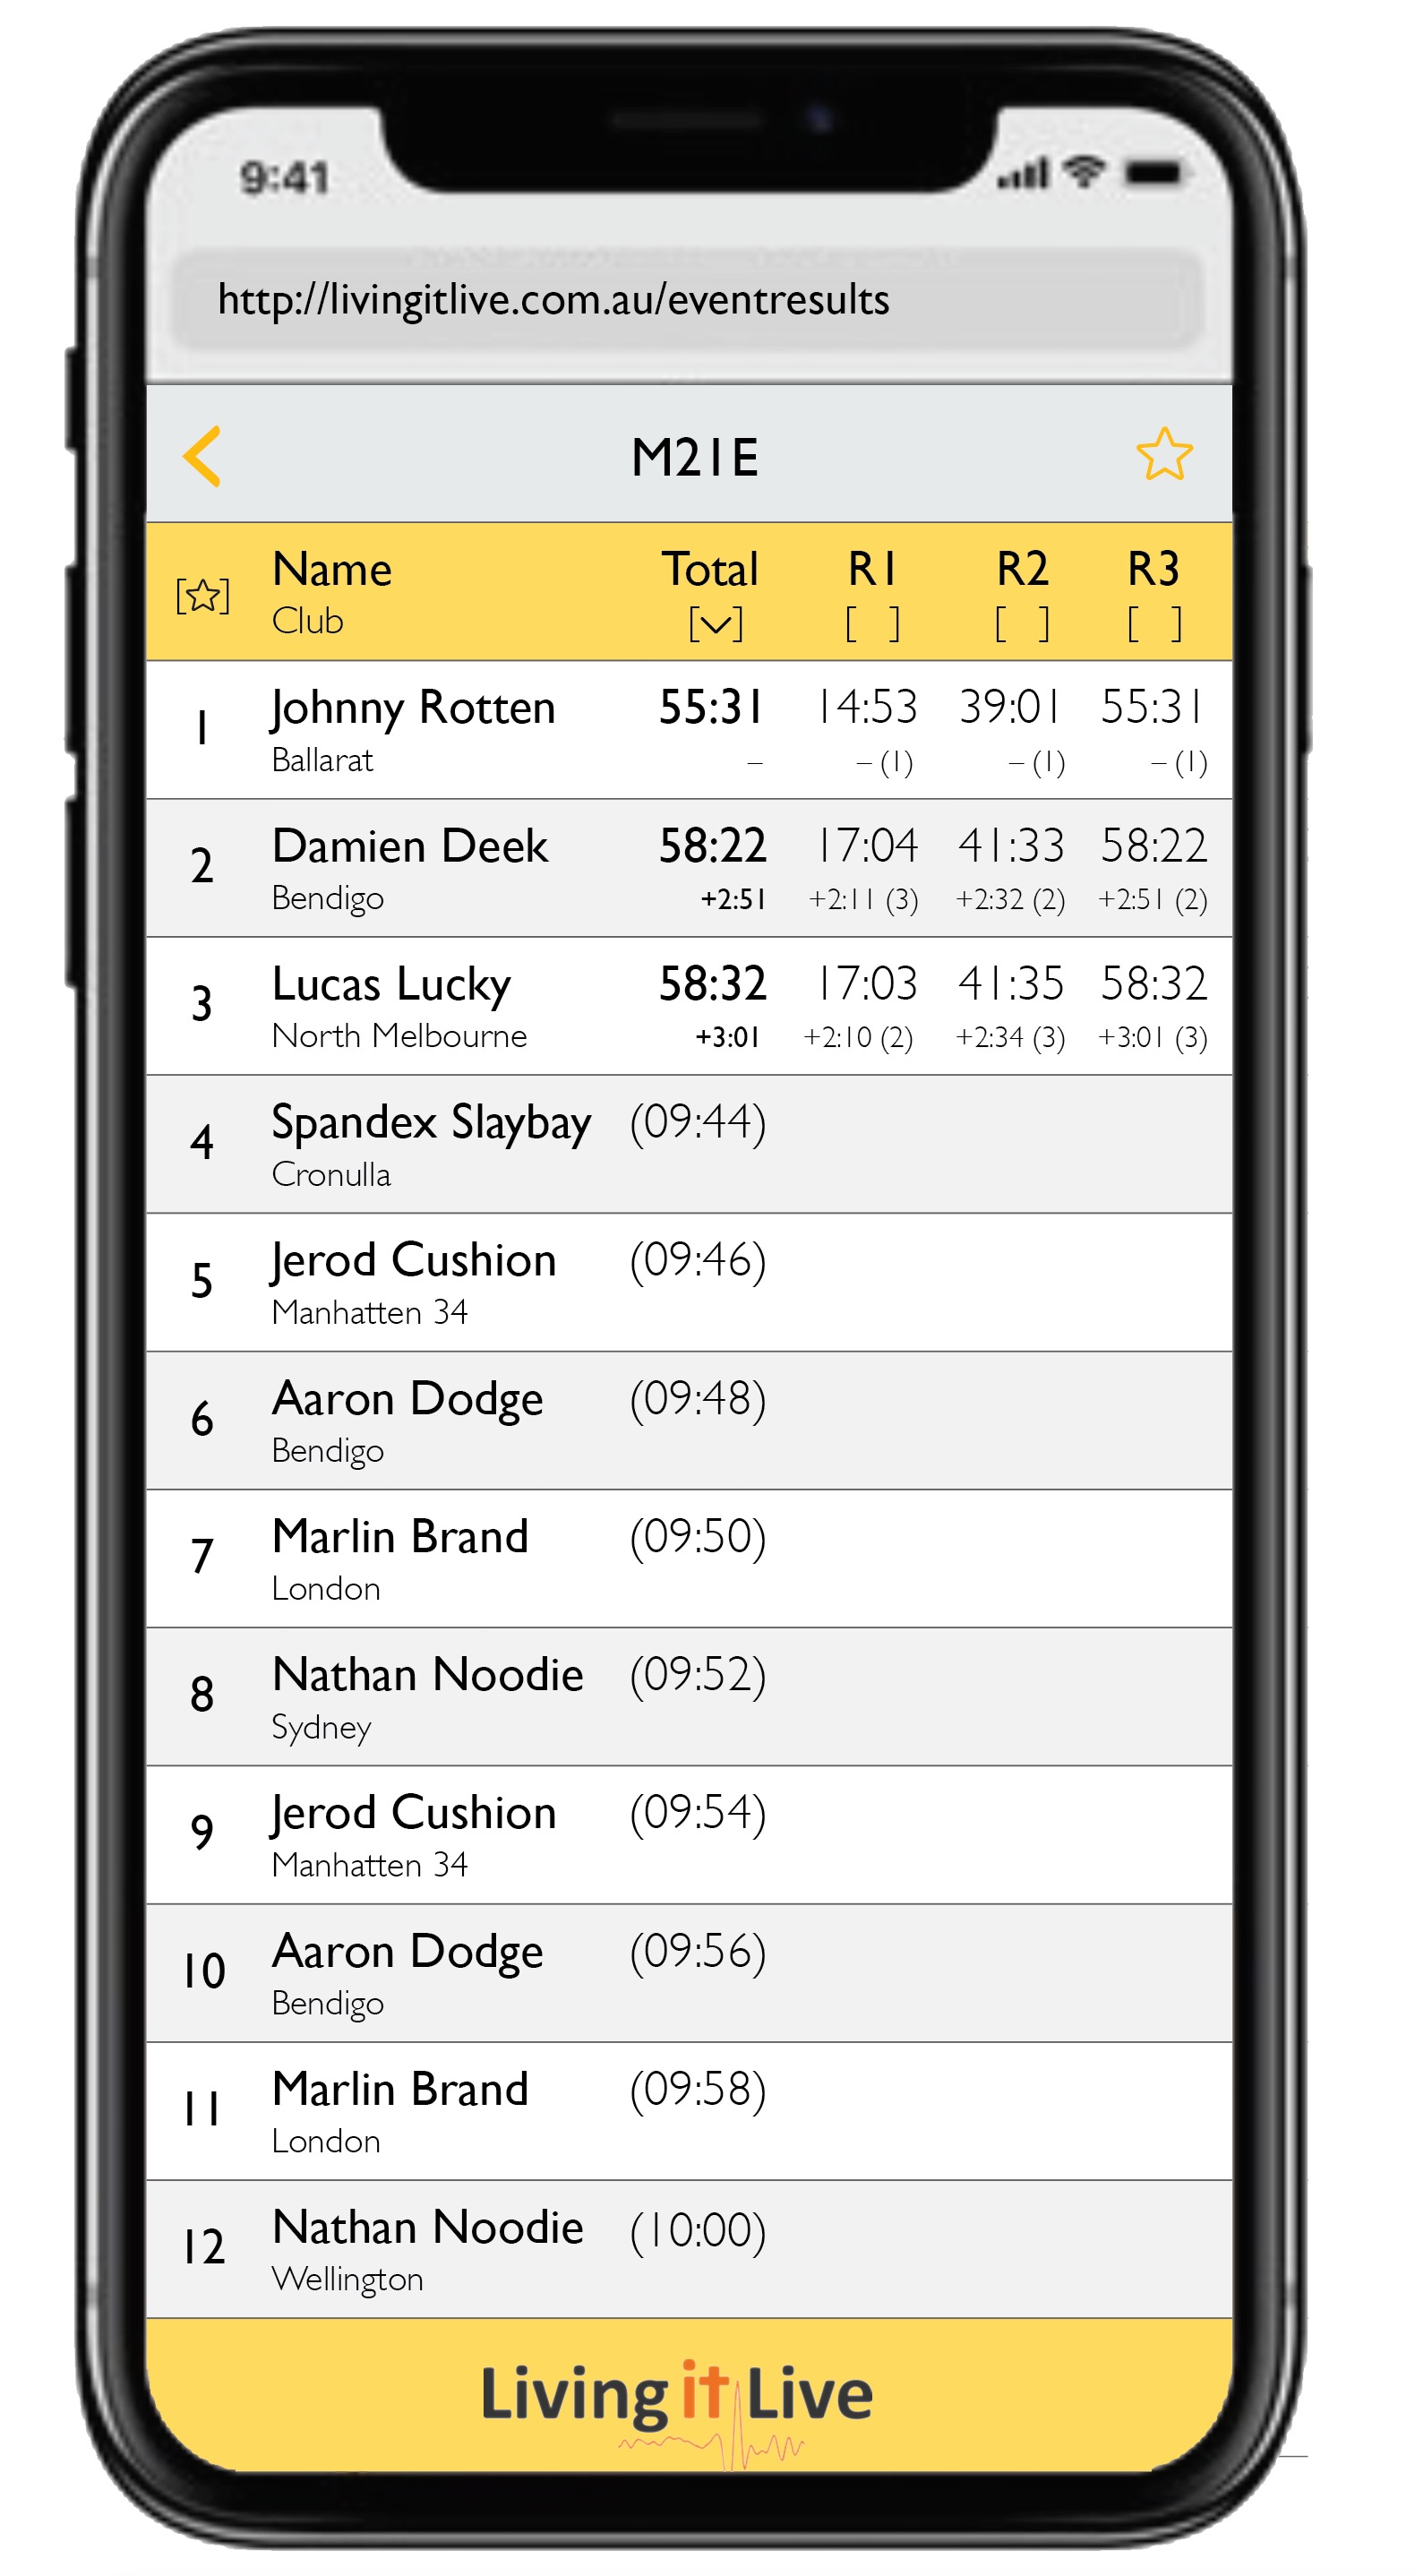 9:41
http://livingitlive.com.au/eventresults
M21E
Name Total R1 R2 R3
Club
1 Johnny Rotten 55:31 14:53 39:01 55:31
Ballarat – – (1) – (1) – (1)
2 Damien Deek 58:22 17:04 41:33 58:22
Bendigo +2:51 +2:11 (3) +2:32 (2) +2:51 (2)
3 Lucas Lucky 58:32 17:03 41:35 58:32
North Melbourne +3:01 +2:10 (2) +2:34 (3) +3:01 (3)
4 Spandex Slaybay (09:44)
Cronulla
5 Jerod Cushion (09:46)
Manhatten 34
6 Aaron Dodge (09:48)
Bendigo
7 Marlin Brand (09:50)
London
8 Nathan Noodie (09:52)
Sydney
9 Jerod Cushion (09:54)
Manhatten 34
10 Aaron Dodge (09:56)
Bendigo
11 Marlin Brand (09:58)
London
12 Nathan Noodie (10:00)
Wellington
Living it Live